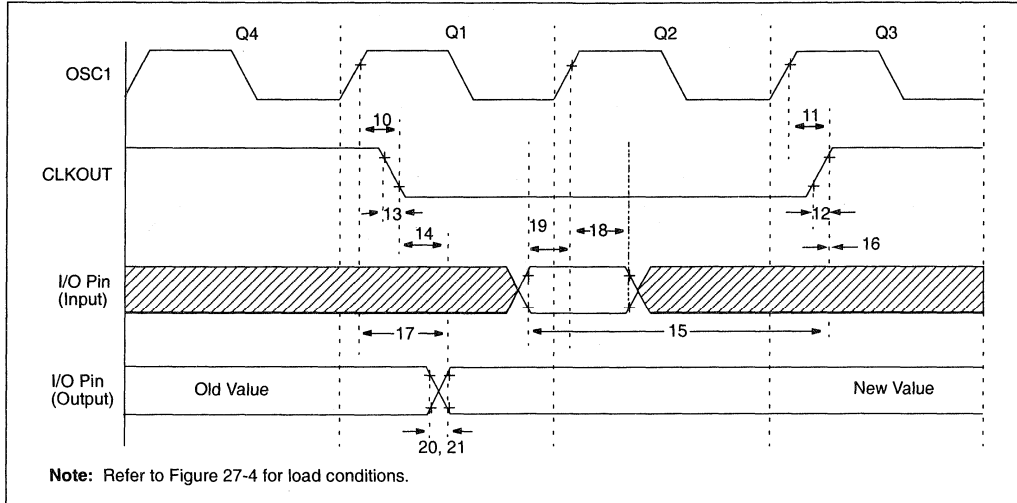 Q4 Q1 Q2 Q3
OSC1
10
11
CLKOUT
13
12
14
19
18
16
I/O Pin
(Input)
17
15
I/O Pin
(Output)
Old Value
New Value
20, 21
Note: Refer to Figure 27-4 for load conditions.